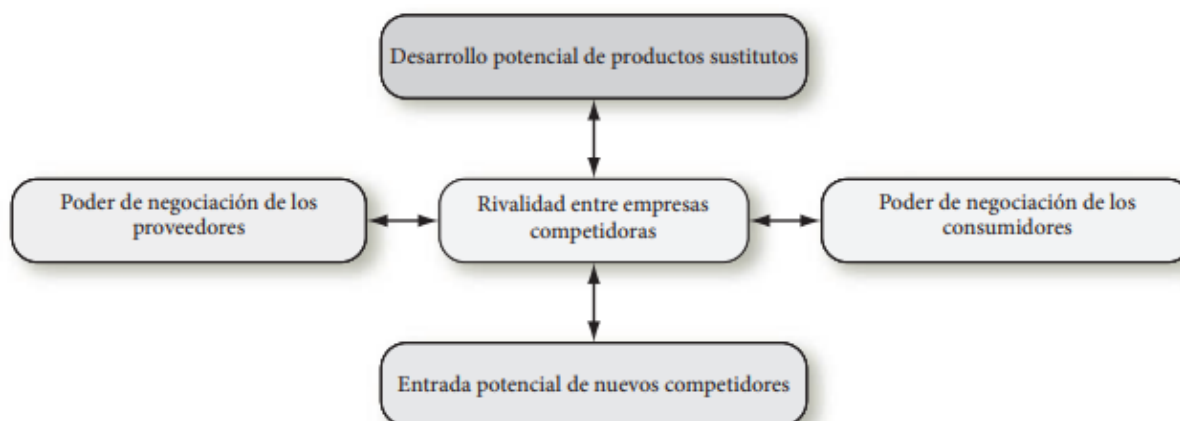 Desarrollo potencial de productos sustitutos
Poder de negociación de los
proveedores
Rivalidad entre empresas
competidoras
Poder de negociación de los
consumidores
Entrada potencial de nuevos competidores